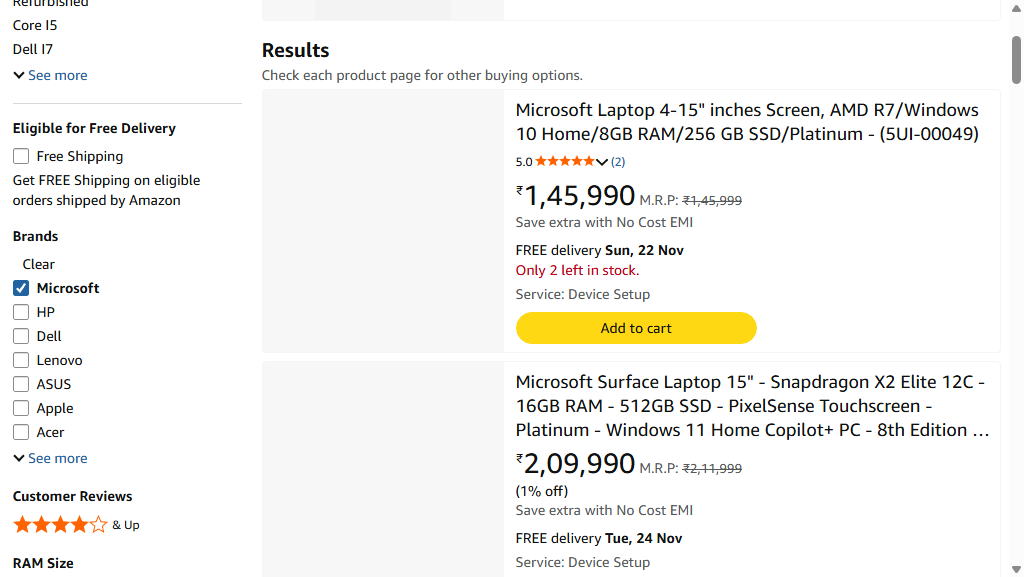 Refurbished
Core I5
Dell I7
See more
Eligible for Free Delivery
Free Shipping
Get FREE Shipping on eligible
orders shipped by Amazon
Brands
Clear
Microsoft
HP
Dell
Lenovo
ASUS
Apple
Acer
See more
Customer Reviews
& Up
RAM Size
Results
Check each product page for other buying options.
Microsoft Laptop 4-15" inches Screen, AMD R7/Windows
10 Home/8GB RAM/256 GB SSD/Platinum - (5UI-00049)
5.0 (2)
₹1,45,990 M.R.P: ₹1,45,999
Save extra with No Cost EMI
FREE delivery Sun, 22 Nov
Only 2 left in stock.
Service: Device Setup
Add to cart
Microsoft Surface Laptop 15" - Snapdragon X2 Elite 12C -
16GB RAM - 512GB SSD - PixelSense Touchscreen -
Platinum - Windows 11 Home Copilot+ PC - 8th Edition …
₹2,09,990 M.R.P: ₹2,11,999
(1% off)
Save extra with No Cost EMI
FREE delivery Tue, 24 Nov
Service: Device Setup